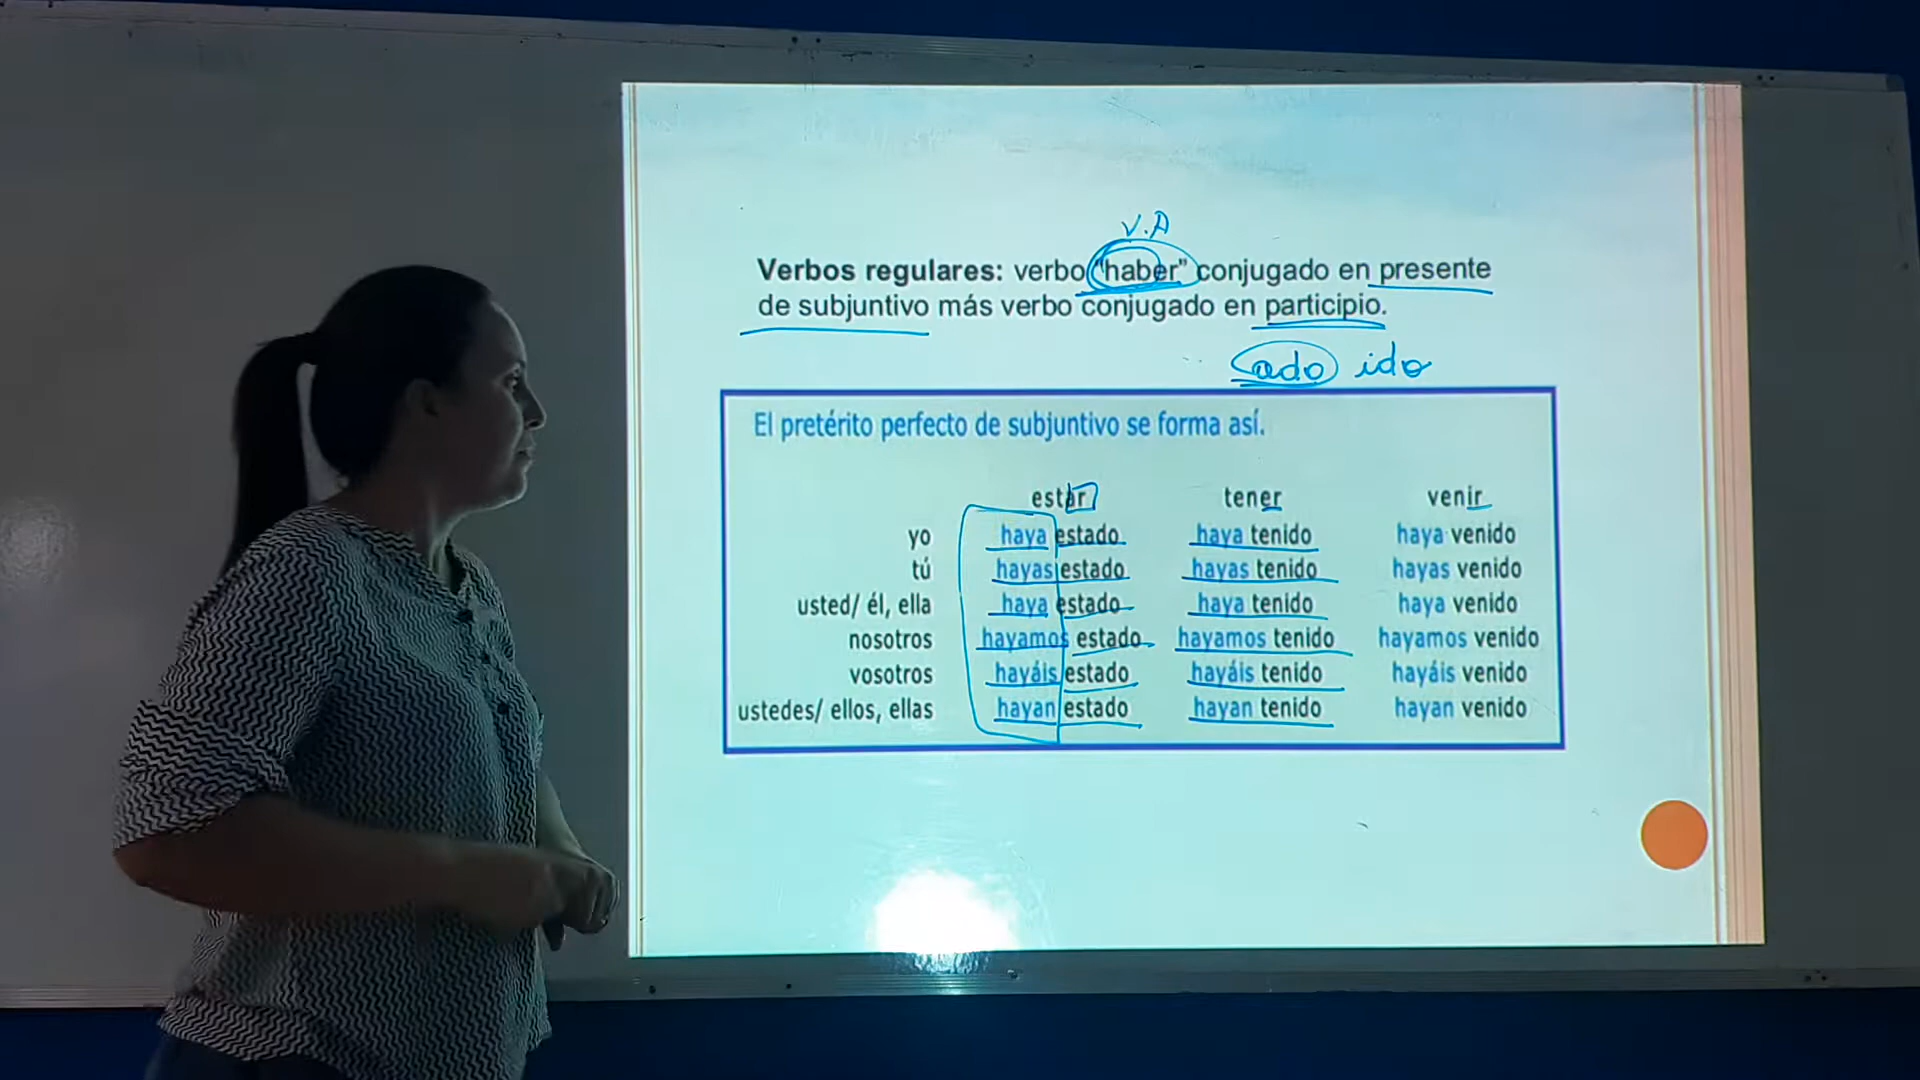 V.A
Verbos regulares: verbo "haber" conjugado en presente
de subjuntivo más verbo conjugado en participio.
ado ido
El pretérito perfecto de subjuntivo se forma así.
estar tener venir
yo haya estado haya tenido haya venido
tú hayas estado hayas tenido hayas venido
usted/ él, ella haya estado haya tenido haya venido
nosotros hayamos estado hayamos tenido hayamos venido
vosotros hayáis estado hayáis tenido hayáis venido
ustedes/ ellos, ellas hayan estado hayan tenido hayan venido